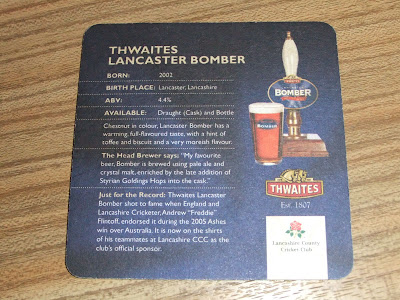 THWAITES
LANCASTER BOMBER
BORN: 2002
BIRTH PLACE: Lancaster, Lancashire
ABV: 4.4%
AVAILABLE: Draught (Cask) and Bottle
Chestnut in colour, Lancaster Bomber has a
warming, full-flavoured taste, with a hint of
toffee and biscuit and a very moreish flavour.
The Head Brewer says: "My favourite
beer, Bomber is brewed using pale ale and
crystal malt, enriched by the late addition of
Styrian Goldings Hops into the cask."
Just for the Record: Thwaites Lancaster
Bomber shot to fame when England and
Lancashire Cricketer, Andrew "Freddie"
Flintoff, endorsed it during the 2005 Ashes
win over Australia. It is now on the shirts
of his teammates at Lancashire CCC as the
club's official sponsor.
BOMBER
BOMBER
THWAITES
Est. 1807
Lancashire County
Cricket Club